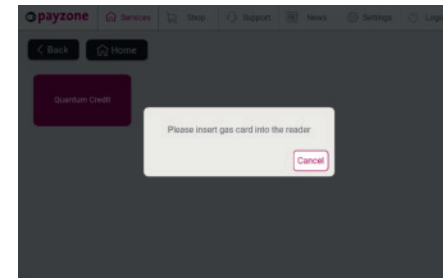 payzone Services Shop Support News Settings
Back Home
Quantum Credit
Please insert gas card into the reader
Cancel